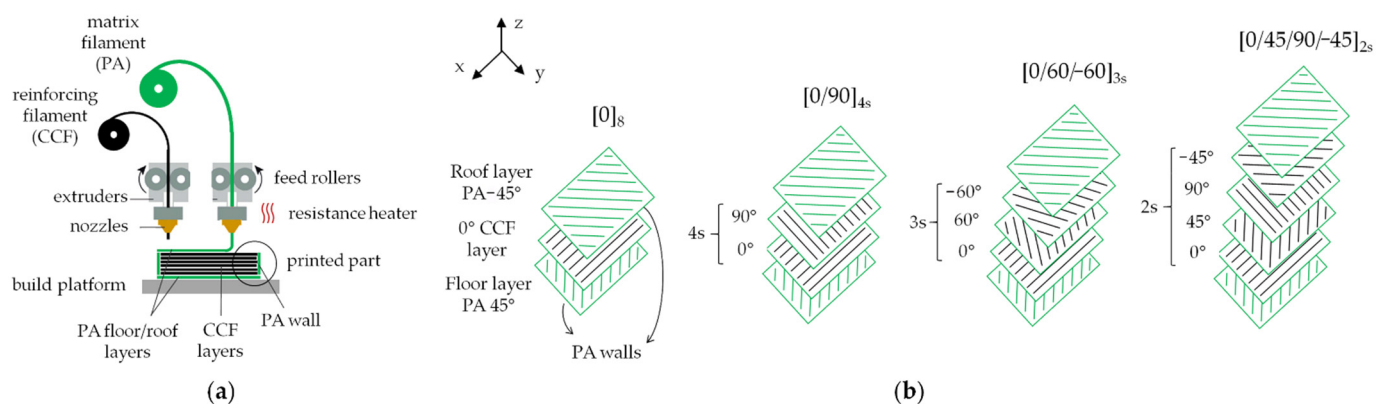 matrix
filament
(PA)
reinforcing
filament
(CCF)
extruders
feed rollers
nozzles
resistance heater
printed part
build platform
PA floor/roof
layers
CCF
layers
PA wall
(a)
z
x
y
[0]8
Roof layer
PA−45°
0° CCF
layer
Floor layer
PA 45°
PA walls
[0/90]4s
4s
90°
0°
[0/60/−60]3s
3s
−60°
60°
0°
[0/45/90/−45]2s
2s
−45°
90°
45°
0°
(b)